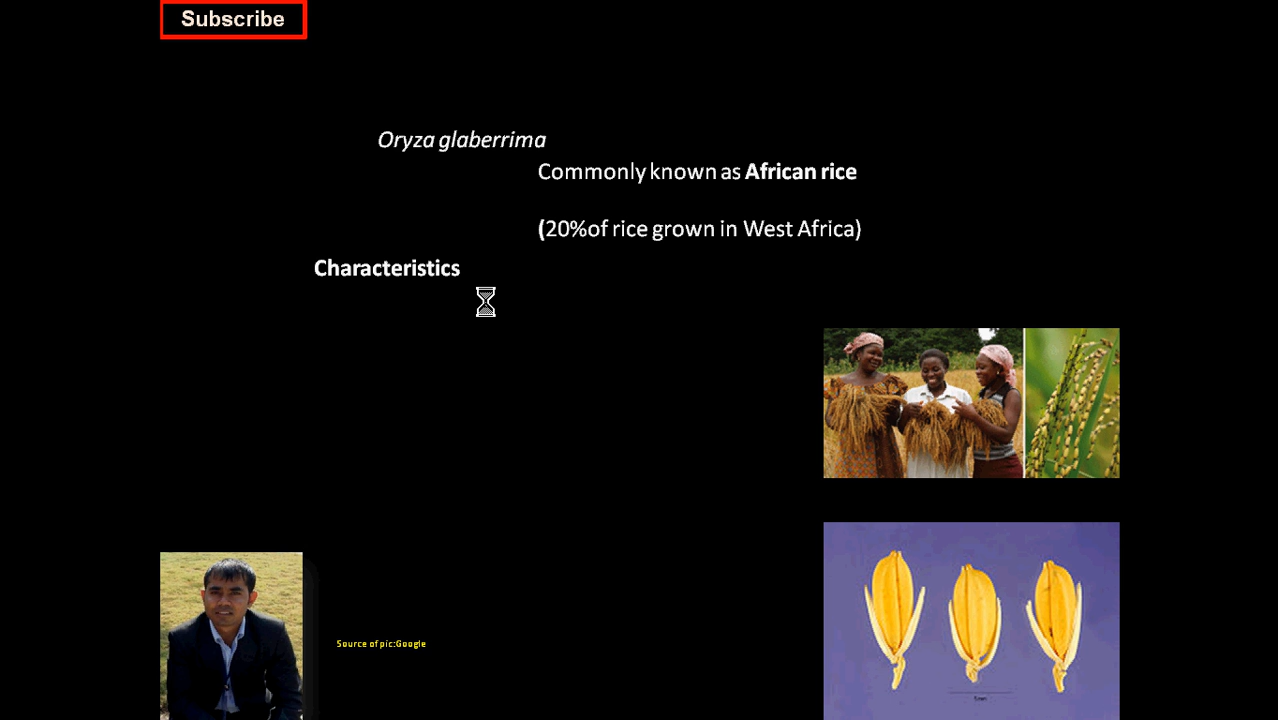 Subscribe
Oryza glaberrima
Commonly known as African rice
(20%of rice grown in West Africa)
Characteristics
Source of pic:Google